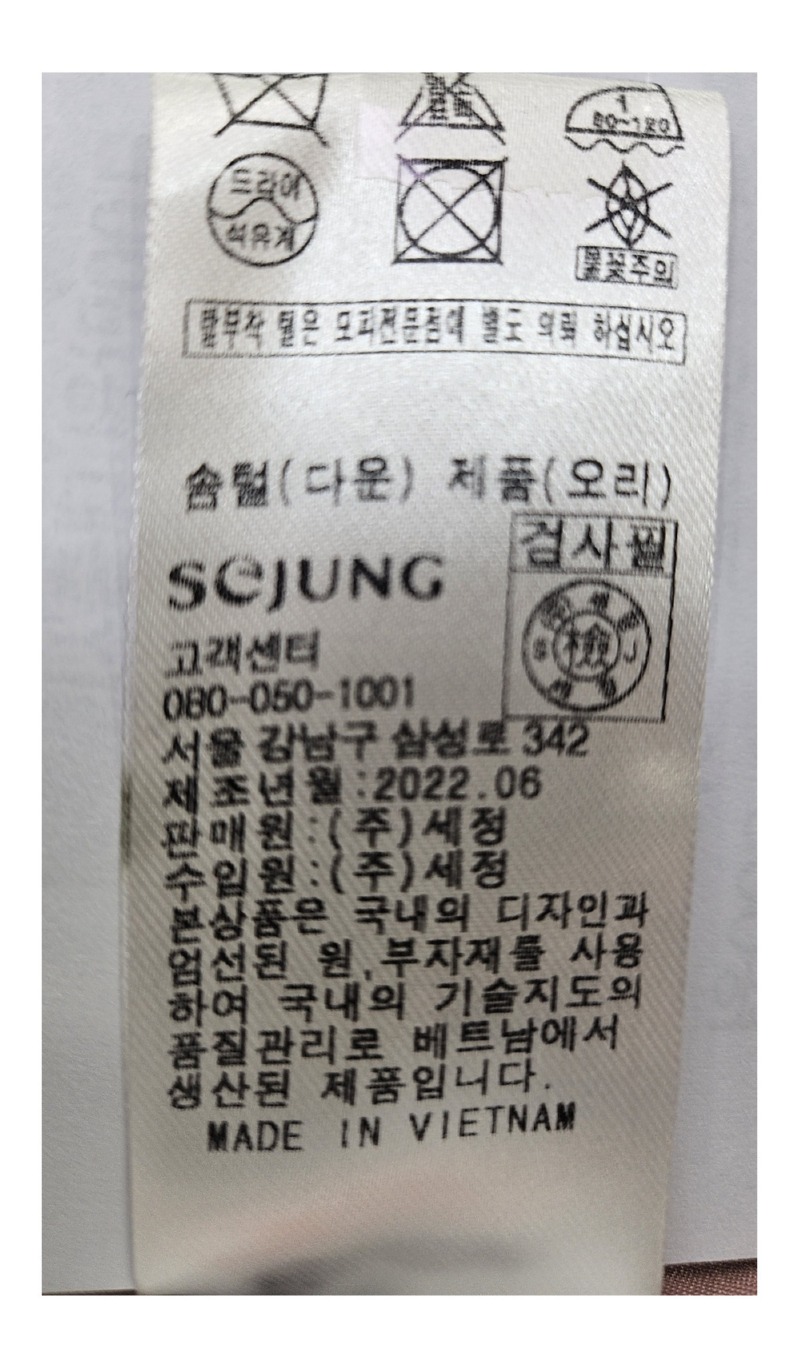 1
80~120
드라이
석유계
불꽃주의
탈부착 털은 모피전문점에 별도 의뢰 하십시오
솜털(다운) 제품(오리)
검사필
SEJUNG
檢
S J
고객센터
080-050-1001
서울 강남구 삼성로 342
제조년월:2022.06
판매원:(주)세정
수입원:(주)세정
본상품은 국내의 디자인과
엄선된 원,부자재를 사용
하여 국내의 기술지도의
품질관리로 베트남에서
생산된 제품입니다.
MADE IN VIETNAM